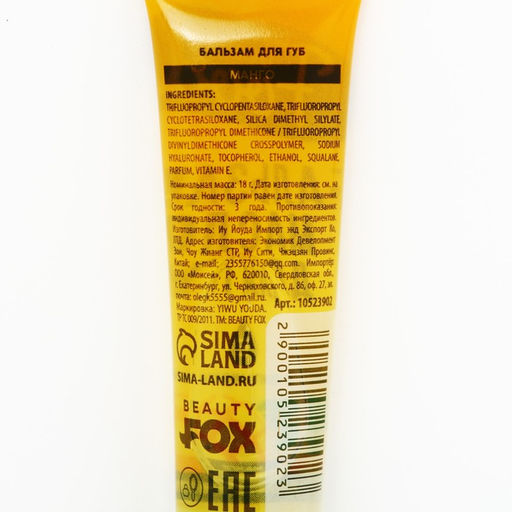 БАЛЬЗАМ ДЛЯ ГУБ
МАНГО
INGREDIENTS:
TRIFLUOROPROPYL CYCLOPENTASILOXANE, TRIFLUOROPROPYL
CYCLOTETRASILOXANE, SILICA DIMETHYL SILYLATE,
TRIFLUOROPROPYL DIMETHICONE / TRIFLUOROPROPYL
DIVINYLDIMETHICONE CROSSPOLYMER, SODIUM
HYALURONATE, TOCOPHEROL, ETHANOL, SQUALANE,
PARFUM, VITAMIN E.
Номинальная масса: 18 г. Дата изготовления: см. на
упаковке. Номер партии равен дате изготовления.
Срок годности: 3 года. Противопоказания:
индивидуальная непереносимость ингредиентов.
Изготовитель: Иу Йоуда Импорт энд Экспорт Ко,
ЛТД. Адрес изготовителя: Экономик Девелопмент
Зон, Чоу Жианг СТР, Иу Сити, Чжэцзян Провинс,
Китай; e-mail: 2355776150@qq.com. Импортёр:
ООО «Моисей», РФ, 620010, Свердловская обл.,
г. Екатеринбург, ул. Черняховского, д. 86, оф. 27, эл.
почта: olegk5555@gmail.ru.
Маркировка: YIWU YOUDA.
ТР ТС 009/2011. TM: BEAUTY FOX
Арт.: 10523902
SIMA
LAND
SIMA-LAND.RU
BEAUTY
FOX
EAC
2900105239023